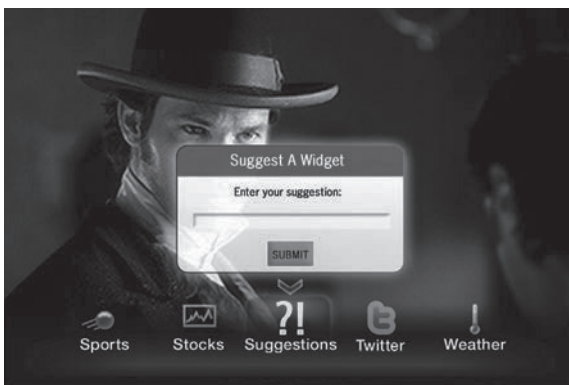 Suggest A Widget
Enter your suggestion:
SUBMIT
?!
Sports Stocks Suggestions Twitter Weather